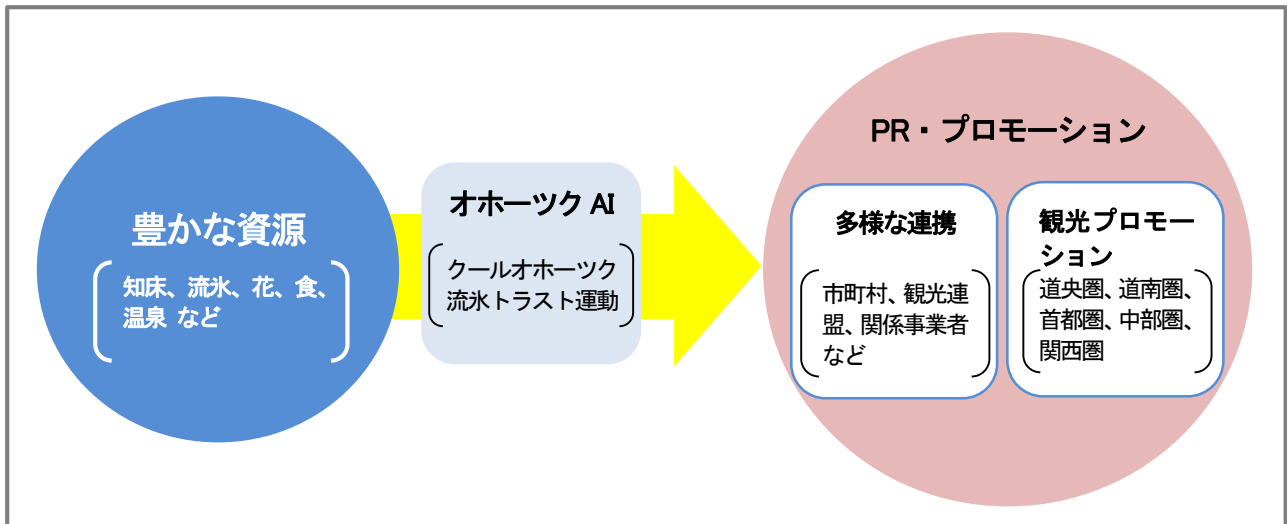 豊かな資源
知床、流氷、花、食、
温泉 など
オホーツク AI
クールオホーツク
流氷トラスト運動
PR・プロモーション
多様な連携
市町村、観光連
盟、関係事業者
など
観光プロモー
ション
道央圏、道南圏、
首都圏、中部圏、
関西圏